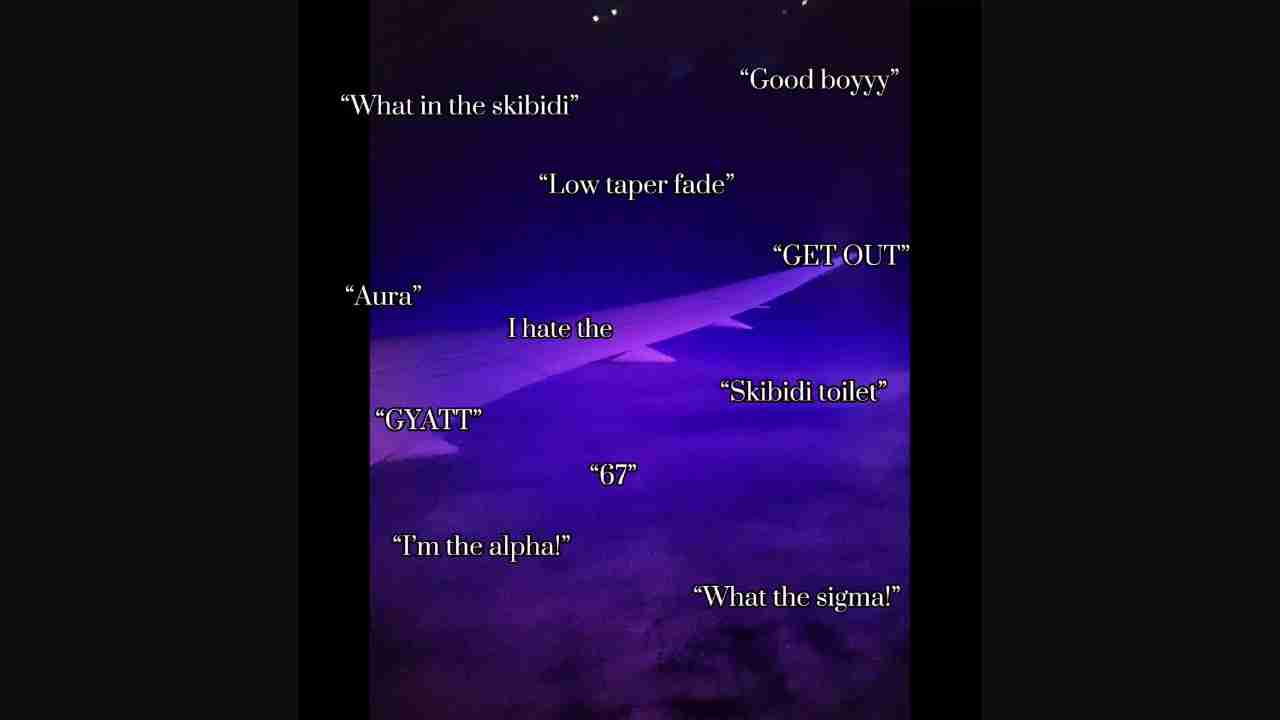 “Good boyyy”
“What in the skibidi”
“Low taper fade”
“GET OUT”
“Aura”
I hate the
“Skibidi toilet”
“GYATT”
“67”
“I’m the alpha!”
“What the sigma!”